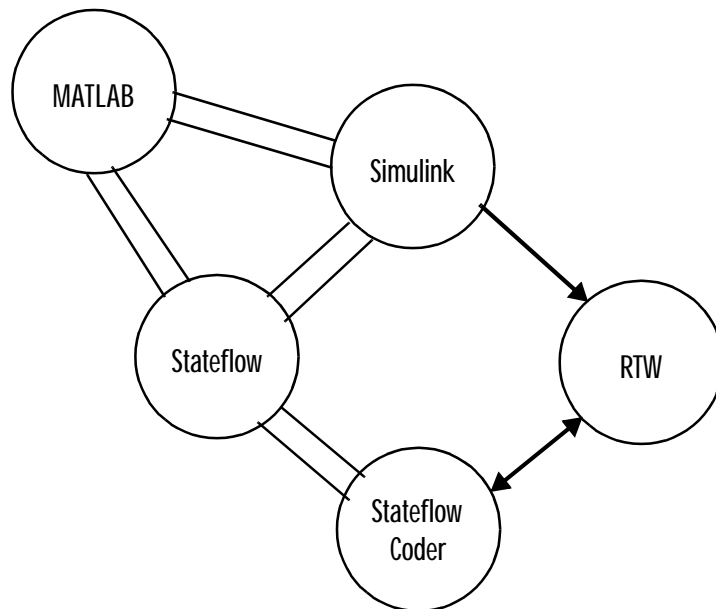 MATLAB
Simulink
Stateflow
RTW
Stateflow
Coder